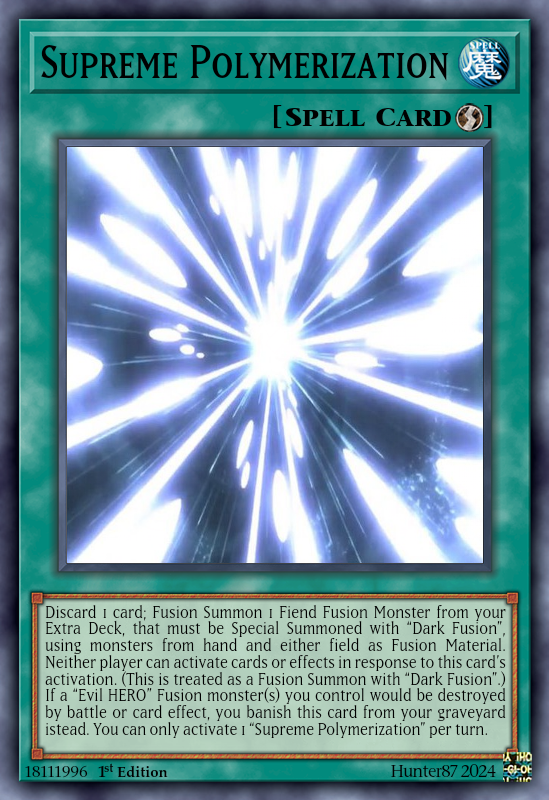 SUPREME POLYMERIZATION
SPELL
魔
[SPELL CARD]
Discard 1 card; Fusion Summon 1 Fiend Fusion Monster from your
Extra Deck, that must be Special Summoned with “Dark Fusion”,
using monsters from hand and either field as Fusion Material.
Neither player can activate cards or effects in response to this card’s
activation. (This is treated as a Fusion Summon with “Dark Fusion”.)
If a “Evil HERO” Fusion monster(s) you control would be destroyed
by battle or card effect, you banish this card from your graveyard
istead. You can only activate 1 “Supreme Polymerization” per turn.
18111996 1st Edition
Hunter87 2024